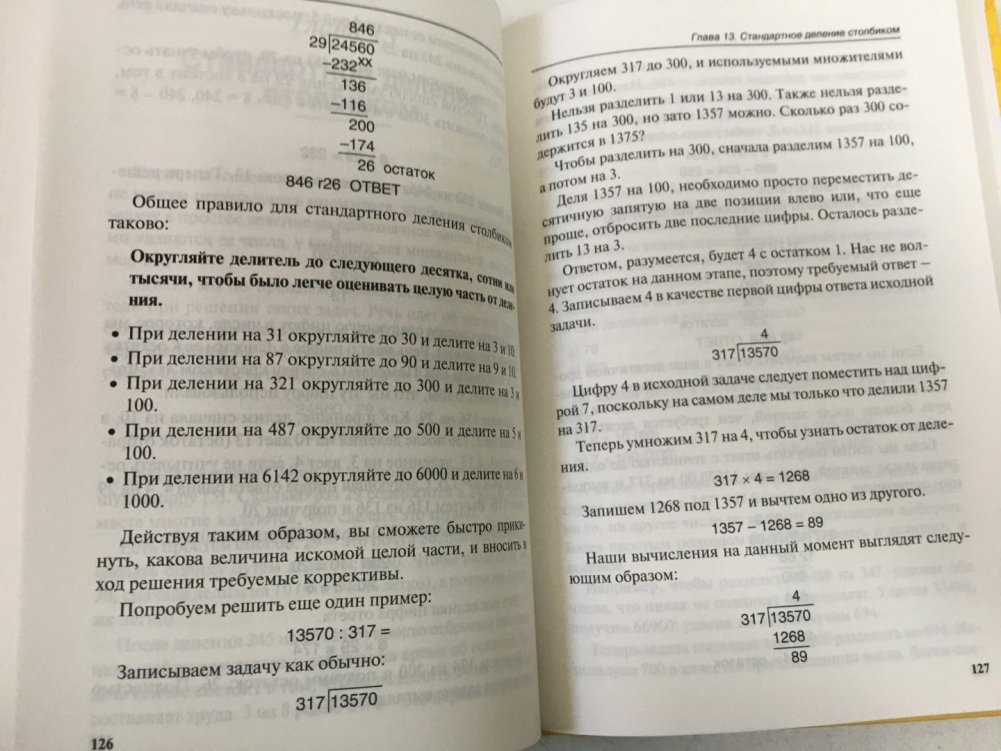 846
29 24560
–232xx
136
–116
200
–174
26 остаток
846 r26 ОТВЕТ
Общее правило для стандартного деления столбиком
таково:
Округляйте делитель до следующего десятка, сотни или
тысячи, чтобы было легче оценивать целую часть от деле-
ния.
• При делении на 31 округляйте до 30 и делите на 3 и 10.
• При делении на 87 округляйте до 90 и делите на 9 и 10.
• При делении на 321 округляйте до 300 и делите на 3 и
100.
• При делении на 487 округляйте до 500 и делите на 5 и
100.
• При делении на 6142 округляйте до 6000 и делите на 6 и
1000.
Действуя таким образом, вы сможете быстро прики-
нуть, какова величина искомой целой части, и вносить в
ход решения требуемые коррективы.
Попробуем решить еще один пример:
13570 : 317 =
Записываем задачу как обычно:
317 13570
126
Глава 13. Стандартное деление столбиком
Округляем 317 до 300, и используемыми множителями
будут 3 и 100.
Нельзя разделить 1 или 13 на 300. Также нельзя разде-
лить 135 на 300, но зато 1357 можно. Сколько раз 300 со-
держится в 1375?
Чтобы разделить на 300, сначала разделим 1357 на 100,
а потом на 3.
Деля 1357 на 100, необходимо просто переместить де-
сятичную запятую на две позиции влево или, что еще
проще, отбросить две последние цифры. Осталось разде-
лить 13 на 3.
Ответом, разумеется, будет 4 с остатком 1. Нас не вол-
нует остаток на данном этапе, поэтому требуемый ответ —
4. Записываем 4 в качестве первой цифры ответа исходной
задачи.
4
317 13570
Цифру 4 в исходной задаче следует поместить над циф-
рой 7, поскольку на самом деле мы только что делили 1357
на 317.
Теперь умножим 317 на 4, чтобы узнать остаток от деле-
ния.
317 × 4 = 1268
Запишем 1268 под 1357 и вычтем одно из другого.
1357 – 1268 = 89
Наши вычисления на данный момент выглядят следу-
ющим образом:
4
317 13570
1268
89
127